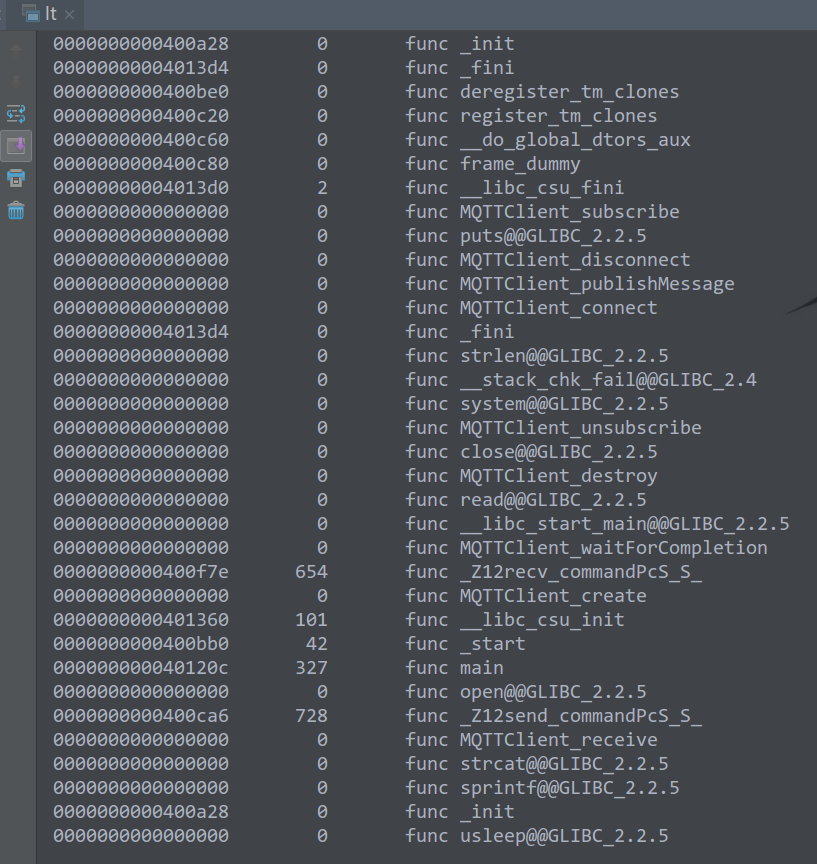 lt
0000000000400a28 0 func _init
00000000004013d4 0 func _fini
0000000000400be0 0 func deregister_tm_clones
0000000000400c20 0 func register_tm_clones
0000000000400c60 0 func __do_global_dtors_aux
0000000000400c80 0 func frame_dummy
00000000004013d0 2 func __libc_csu_fini
0000000000000000 0 func MQTTClient_subscribe
0000000000000000 0 func puts@@GLIBC_2.2.5
0000000000000000 0 func MQTTClient_disconnect
0000000000000000 0 func MQTTClient_publishMessage
0000000000000000 0 func MQTTClient_connect
00000000004013d4 0 func _fini
0000000000000000 0 func strlen@@GLIBC_2.2.5
0000000000000000 0 func __stack_chk_fail@@GLIBC_2.4
0000000000000000 0 func system@@GLIBC_2.2.5
0000000000000000 0 func MQTTClient_unsubscribe
0000000000000000 0 func close@@GLIBC_2.2.5
0000000000000000 0 func MQTTClient_destroy
0000000000000000 0 func read@@GLIBC_2.2.5
0000000000000000 0 func __libc_start_main@@GLIBC_2.2.5
0000000000000000 0 func MQTTClient_waitForCompletion
0000000000400f7e 654 func _Z12recv_commandPcS_S_
0000000000000000 0 func MQTTClient_create
0000000000401360 101 func __libc_csu_init
0000000000400bb0 42 func _start
000000000040120c 327 func main
0000000000000000 0 func open@@GLIBC_2.2.5
0000000000400ca6 728 func _Z12send_commandPcS_S_
0000000000000000 0 func MQTTClient_receive
0000000000000000 0 func strcat@@GLIBC_2.2.5
0000000000000000 0 func sprintf@@GLIBC_2.2.5
0000000000400a28 0 func _init
0000000000000000 0 func usleep@@GLIBC_2.2.5